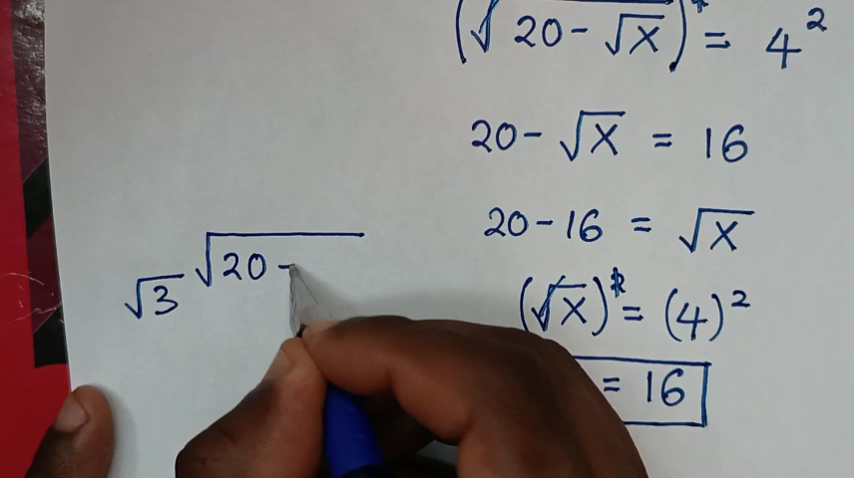 (√20-√x)² = 4²
20-√x = 16
20-16 = √x
(√x)² = (4)²
= 16
√3 √20-